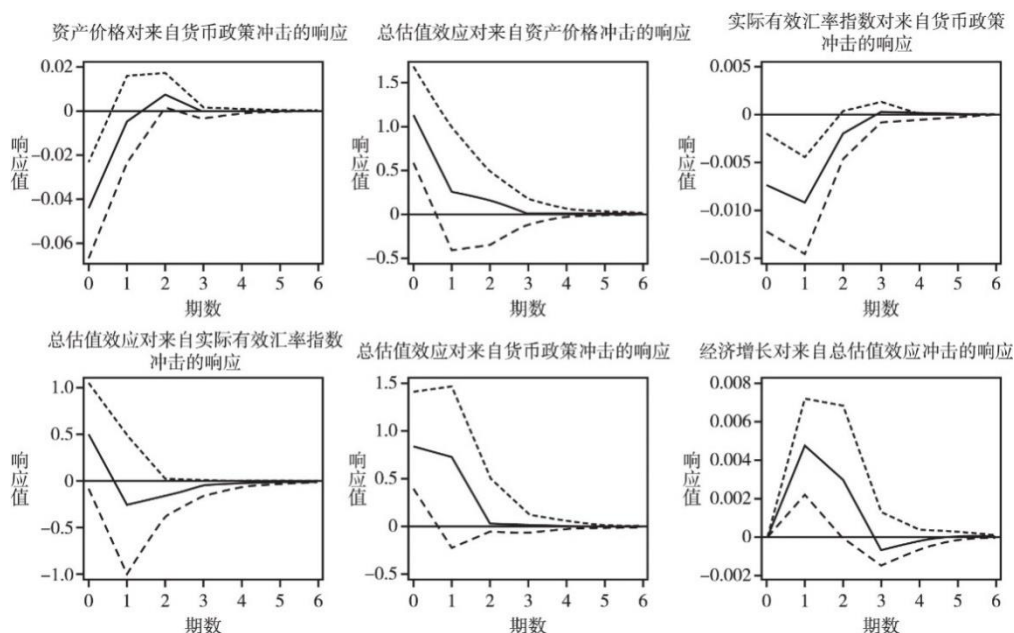 资产价格对来自货币政策冲击的响应
0.02
0
−0.02
−0.04
−0.06
响应值
0 1 2 3 4 5 6
期数
总估值效应对来自资产价格冲击的响应
1.5
1.0
0.5
0
−0.5
响应值
0 1 2 3 4 5 6
期数
实际有效汇率指数对来自货币政策
冲击的响应
0.005
0
−0.005
−0.010
−0.015
响应值
0 1 2 3 4 5 6
期数
总估值效应对来自实际有效汇率指数
冲击的响应
1.0
0.5
0
−0.5
−1.0
响应值
0 1 2 3 4 5 6
期数
总估值效应对来自货币政策冲击的响应
1.5
1.0
0.5
0
−0.5
响应值
0 1 2 3 4 5 6
期数
经济增长对来自总估值效应冲击的响应
0.008
0.006
0.004
0.002
0
−0.002
响应值
0 1 2 3 4 5 6
期数